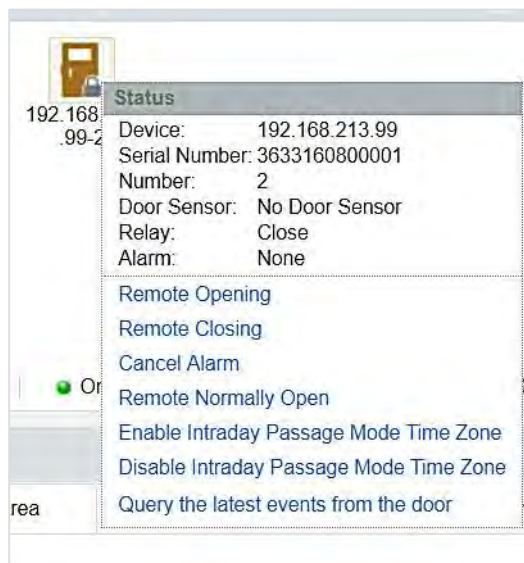 192.168
.99-2
Status
Device: 192.168.213.99
Serial Number: 3633160800001
Number: 2
Door Sensor: No Door Sensor
Relay: Close
Alarm: None
Remote Opening
Remote Closing
Cancel Alarm
Remote Normally Open
Enable Intraday Passage Mode Time Zone
Disable Intraday Passage Mode Time Zone
Query the latest events from the door